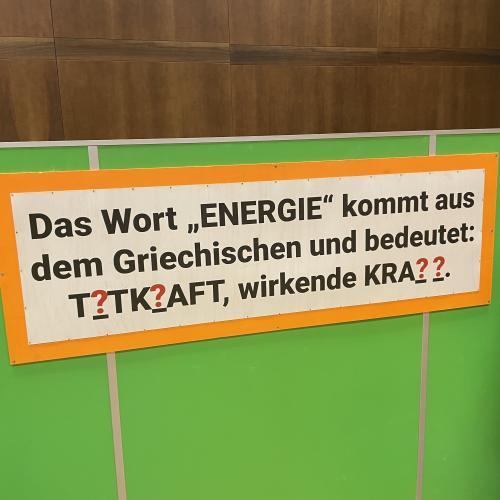 Das Wort „ENERGIE“ kommt aus
dem Griechischen und bedeutet:
T?TK?AFT, wirkende KRA? ?.